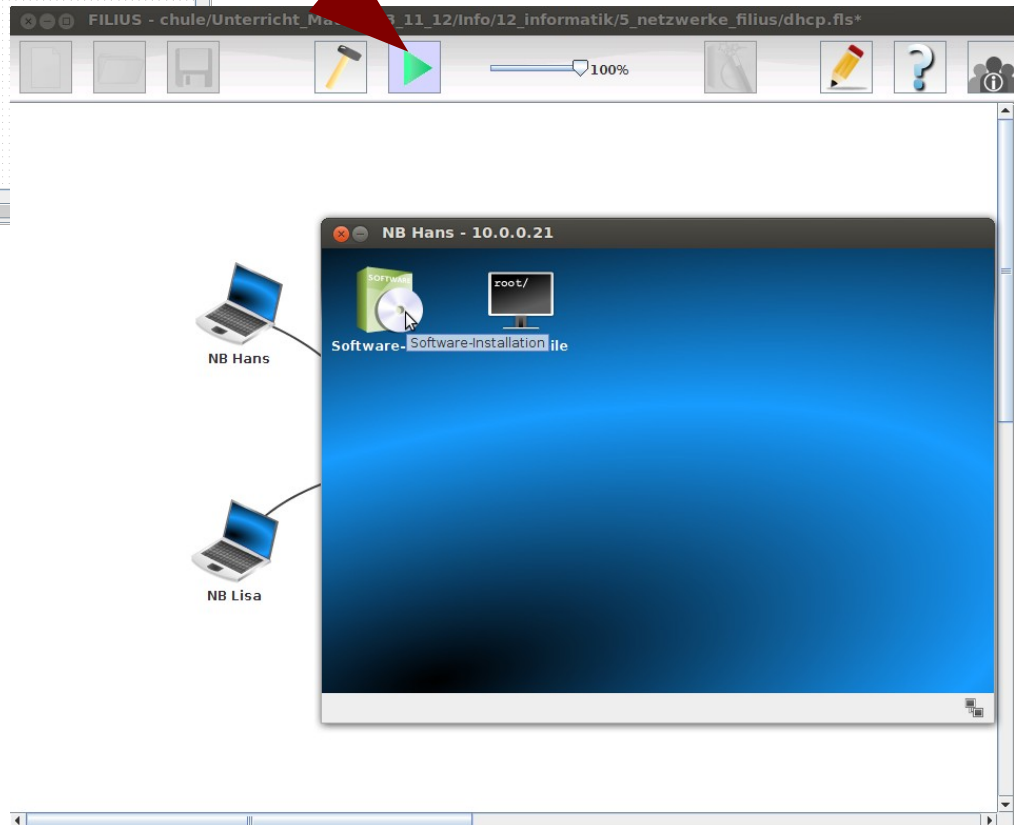 FILIUS - chule/Unterricht_Ma 3_11_12/Info/12_informatik/5_netzwerke_filius/dhcp.fls*
100%
NB Hans - 10.0.0.21
SOFTWARE
root/
Software- Software-Installation ile
NB Hans
NB Lisa